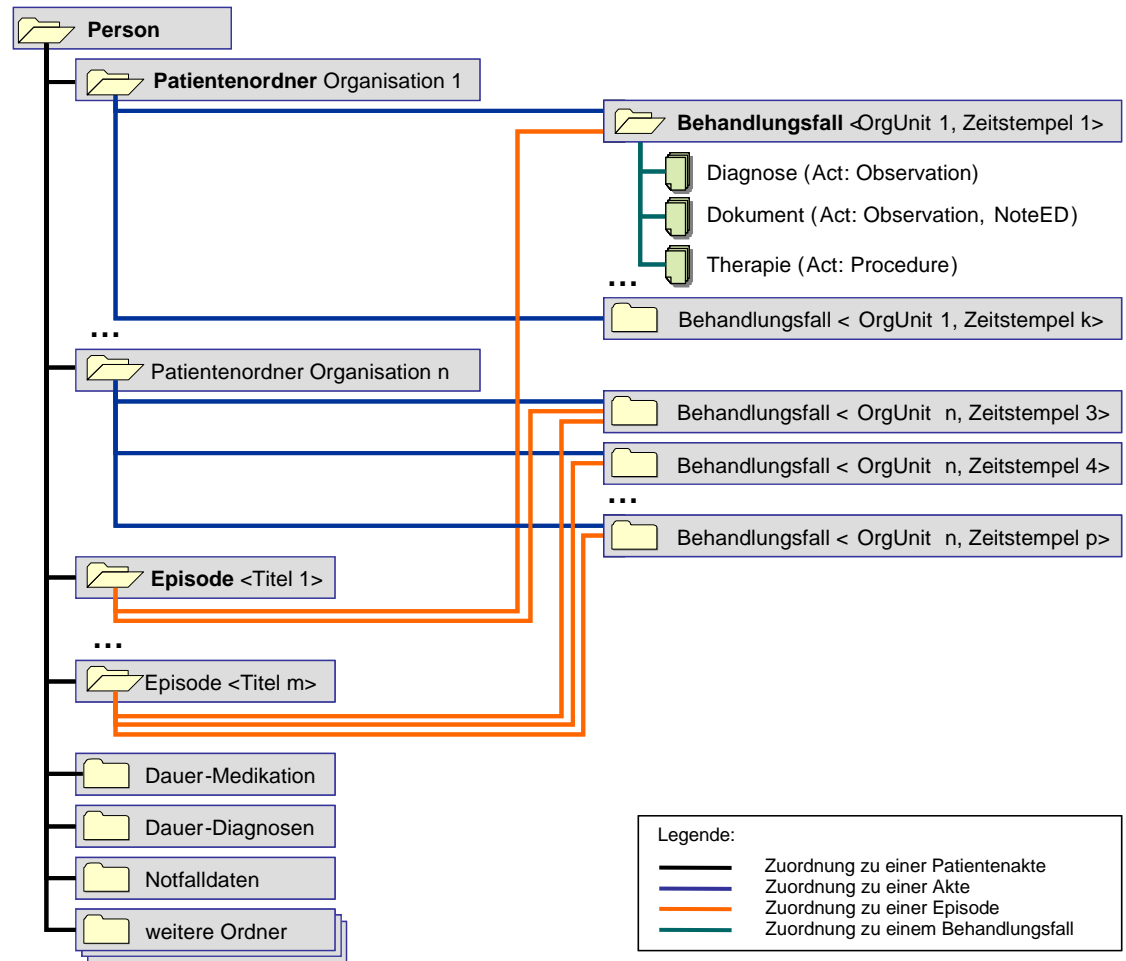 Person
Patientenordner Organisation 1
Behandlungsfall <OrgUnit 1, Zeitstempel 1>
Diagnose (Act: Observation)
Dokument (Act: Observation, NoteED)
Therapie (Act: Procedure)
...
Behandlungsfall < OrgUnit 1, Zeitstempel k>
...
Patientenordner Organisation n
Behandlungsfall < OrgUnit n, Zeitstempel 3>
Behandlungsfall < OrgUnit n, Zeitstempel 4>
...
Behandlungsfall < OrgUnit n, Zeitstempel p>
Episode <Titel 1>
...
Episode <Titel m>
Dauer-Medikation
Dauer-Diagnosen
Notfalldaten
weitere Ordner
Legende:
Zuordnung zu einer Patientenakte
Zuordnung zu einer Akte
Zuordnung zu einer Episode
Zuordnung zu einem Behandlungsfall